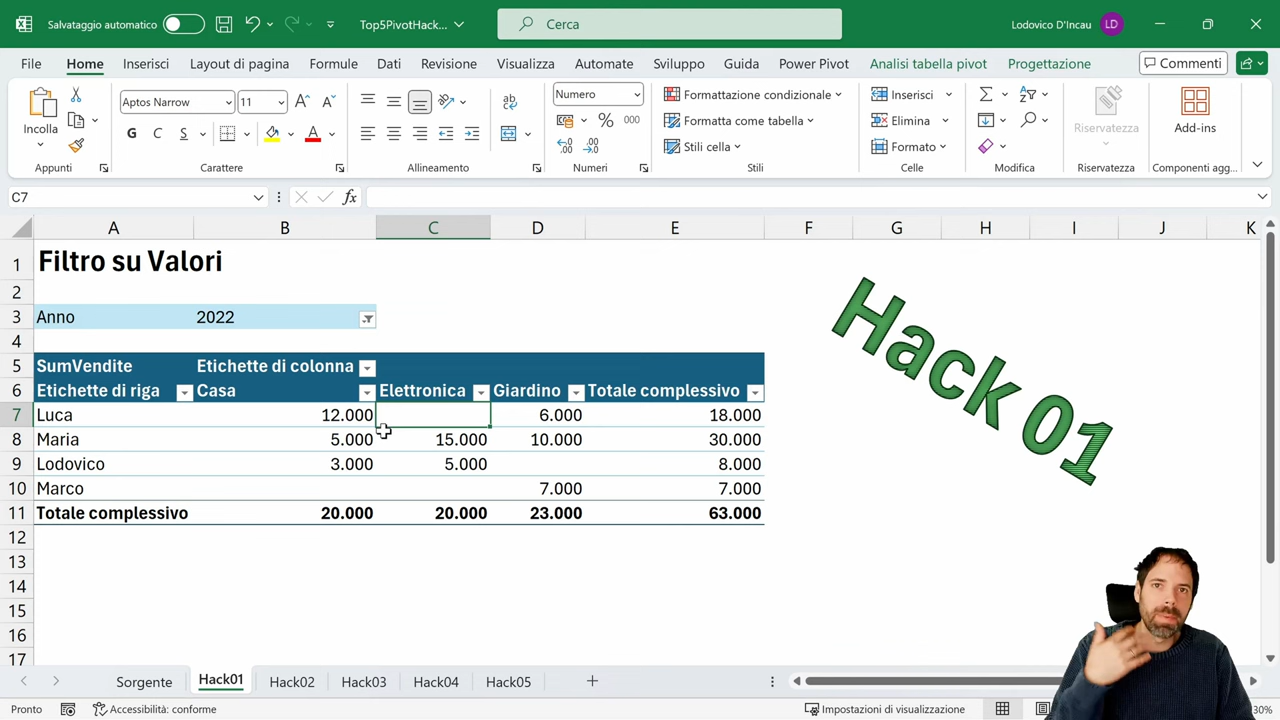 Salvataggio automatico
Top5PivotHack...
Cerca
Lodovico D'Incau
LD
File Home Inserisci Layout di pagina Formule Dati Revisione Visualizza Automate Sviluppo Guida Power Pivot Analisi tabella pivot Progettazione Commenti
Incolla
Aptos Narrow 11
G C S
A
ab
Numero
% 000
Formattazione condizionale
Formatta come tabella
Stili cella
Inserisci
Elimina
Formato
Riservatezza
Add-ins
Appunti Carattere Allineamento Numeri Stili Celle Modifica Riservatezza Componenti agg...
C7 fx
A B C D E F G H I J K
1 Filtro su Valori
2
3 Anno 2022
4
5 SumVendite Etichette di colonna
6 Etichette di riga Casa Elettronica Giardino Totale complessivo
7 Luca 12.000 6.000 18.000
8 Maria 5.000 15.000 10.000 30.000
9 Lodovico 3.000 5.000 8.000
10 Marco 7.000 7.000
11 Totale complessivo 20.000 20.000 23.000 63.000
12
13
14
15
16
17
Hack 01
Sorgente Hack01 Hack02 Hack03 Hack04 Hack05
Pronto Accessibilità: conforme Impostazioni di visualizzazione 30%